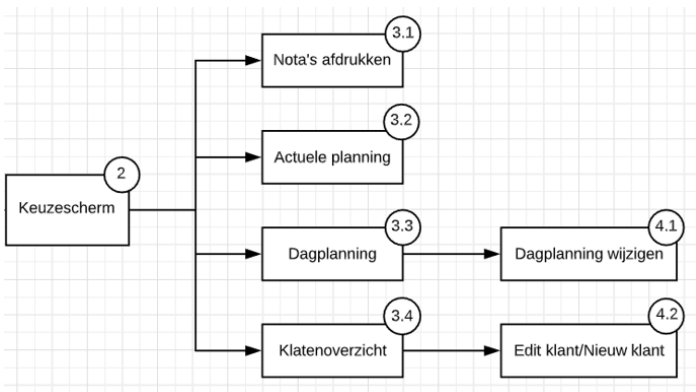 3.1
Nota's afdrukken
3.2
Actuele planning
2
Keuzescherm
3.3
Dagplanning
4.1
Dagplanning wijzigen
3.4
Klatenoverzicht
4.2
Edit klant/Nieuw klant